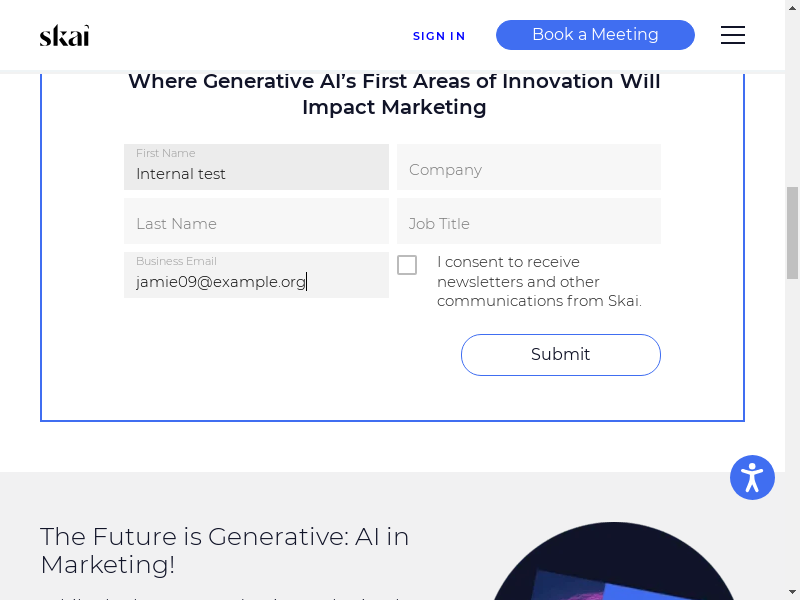 skai
SIGN IN
Book a Meeting
Where Generative AI's First Areas of Innovation Will
Impact Marketing
First Name
Internal test
Company
Last Name
Job Title
Business Email
jamie09@example.org
I consent to receive
newsletters and other
communications from Skai.
Submit
The Future is Generative: AI in
Marketing!